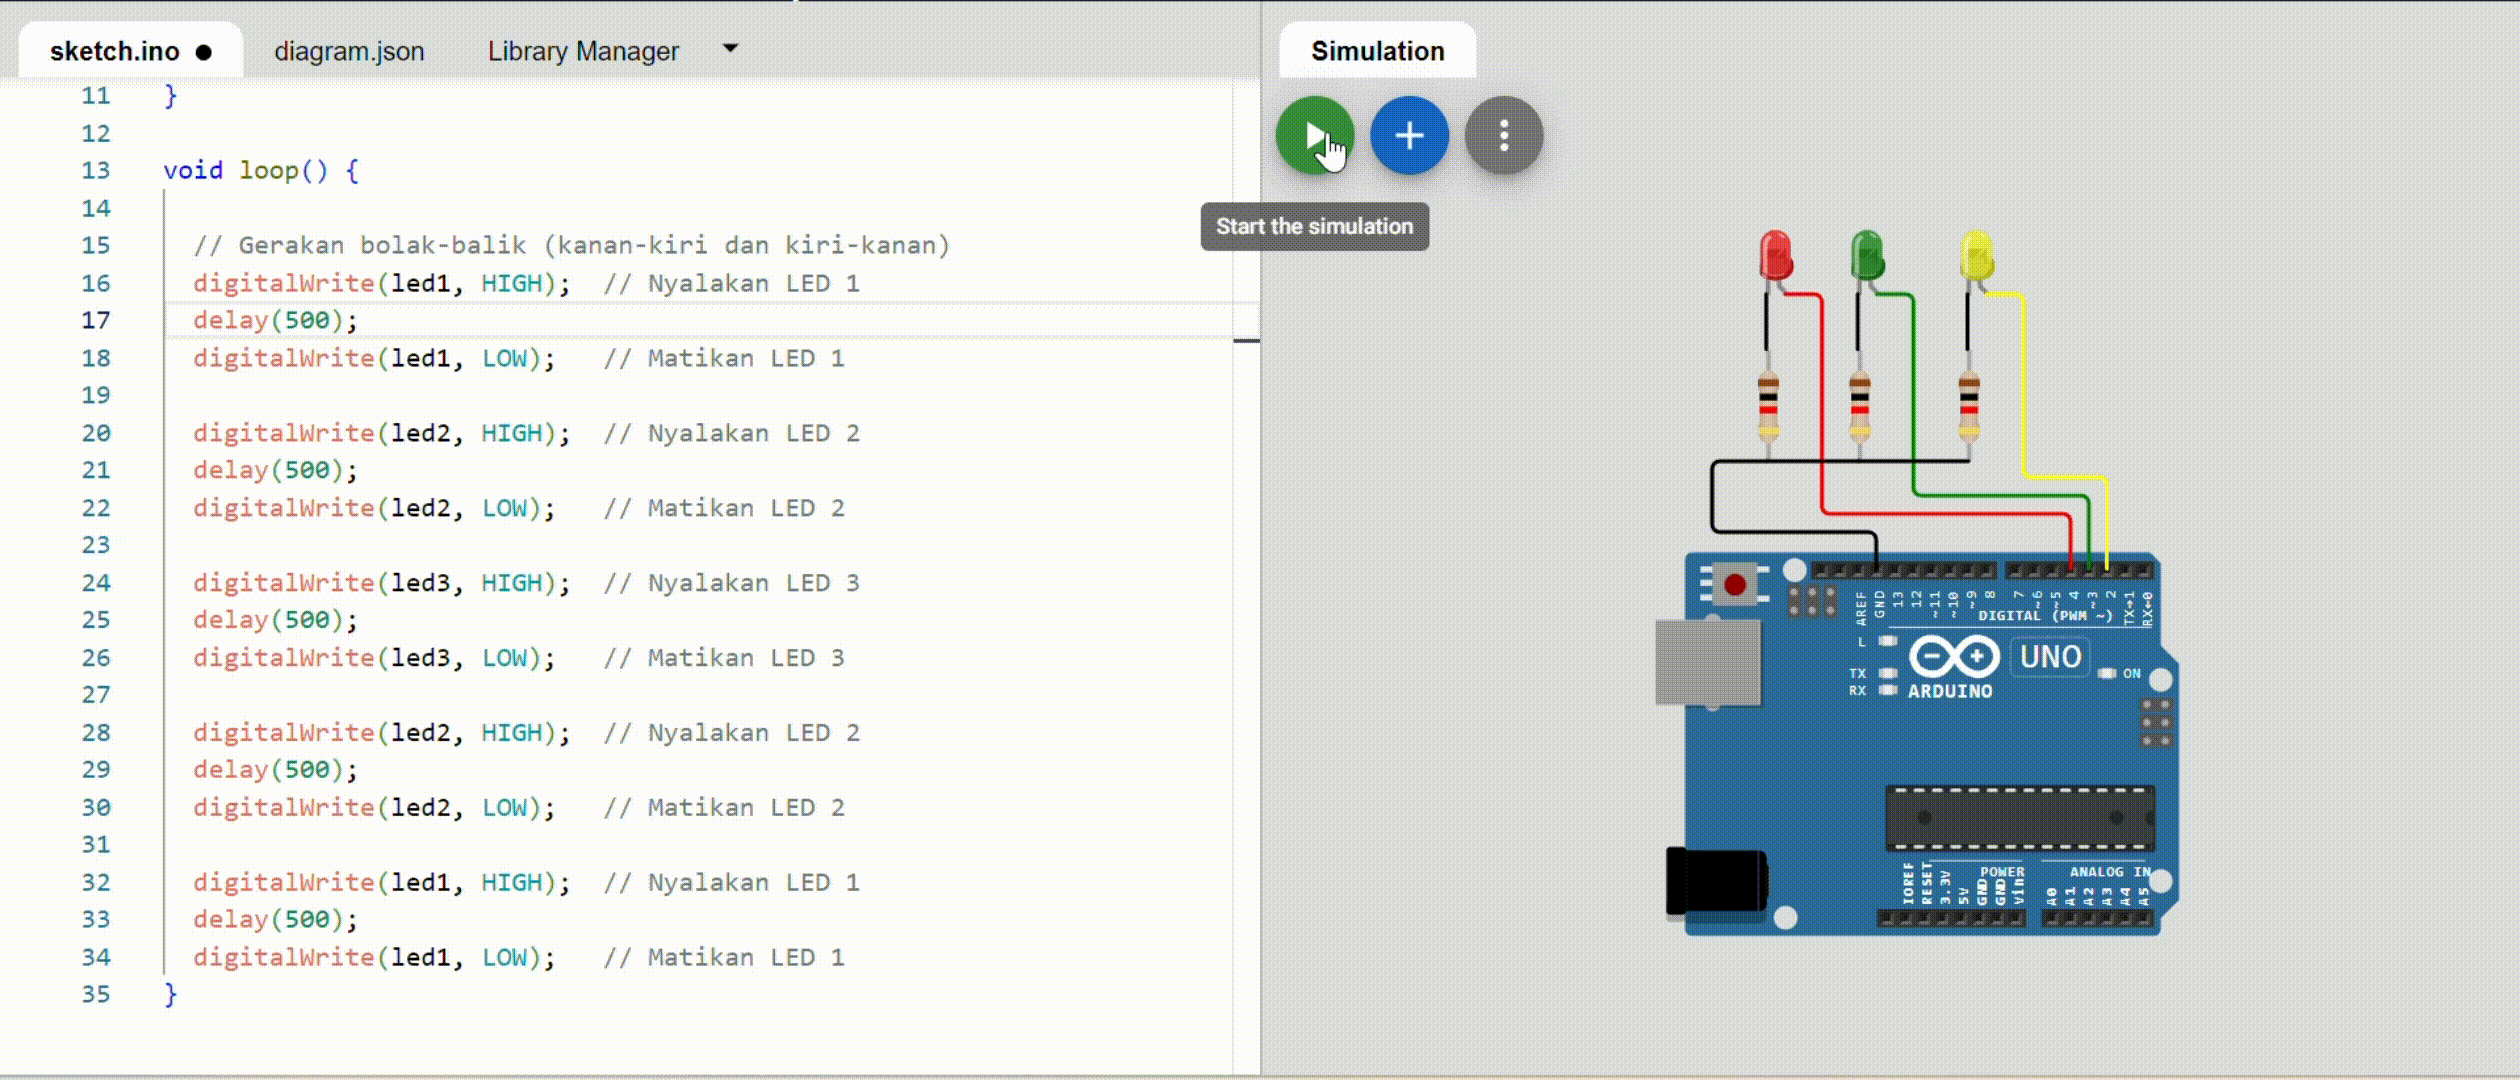 sketch.ino ●
diagram.json
Library Manager
11 }
12
13 void loop() {
14
15 // Gerakan bolak-balik (kanan-kiri dan kiri-kanan)
16 digitalWrite(led1, HIGH); // Nyalakan LED 1
17 delay(500);
18 digitalWrite(led1, LOW); // Matikan LED 1
19
20 digitalWrite(led2, HIGH); // Nyalakan LED 2
21 delay(500);
22 digitalWrite(led2, LOW); // Matikan LED 2
23
24 digitalWrite(led3, HIGH); // Nyalakan LED 3
25 delay(500);
26 digitalWrite(led3, LOW); // Matikan LED 3
27
28 digitalWrite(led2, HIGH); // Nyalakan LED 2
29 delay(500);
30 digitalWrite(led2, LOW); // Matikan LED 2
31
32 digitalWrite(led1, HIGH); // Nyalakan LED 1
33 delay(500);
34 digitalWrite(led1, LOW); // Matikan LED 1
35 }
Simulation
Start the simulation
AREF GND 13 12 ~11 ~10 ~9 8 7 ~6 ~5 4 ~3 2 TX→1 RX←0
DIGITAL (PWM ~)
L
TX
RX
UNO
ARDUINO
ON
POWER
ANALOG IN
IOREF RESET 3.3V 5V GND GND Vin A0 A1 A2 A3 A4 A5